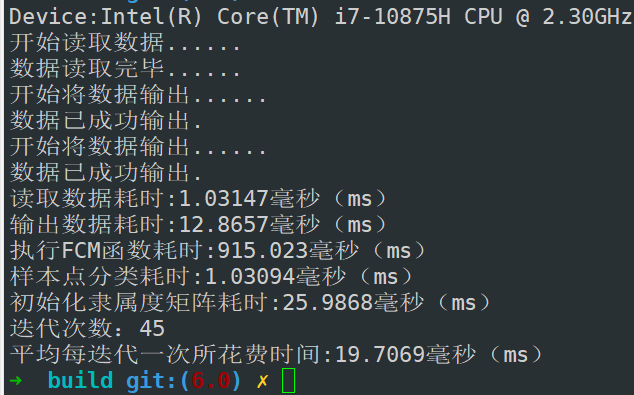 Device:Intel(R) Core(TM) i7-10875H CPU @ 2.30GHz
开始读取数据......
数据读取完毕......
开始将数据输出......
数据已成功输出.
开始将数据输出......
数据已成功输出.
读取数据耗时:1.03147毫秒（ms）
输出数据耗时:12.8657毫秒（ms）
执行FCM函数耗时:915.023毫秒（ms）
样本点分类耗时:1.03094毫秒（ms）
初始化隶属度矩阵耗时:25.9868毫秒（ms）
迭代次数：45
平均每迭代一次所花费时间:19.7069毫秒（ms）
➜  build git:(6.0) ✗